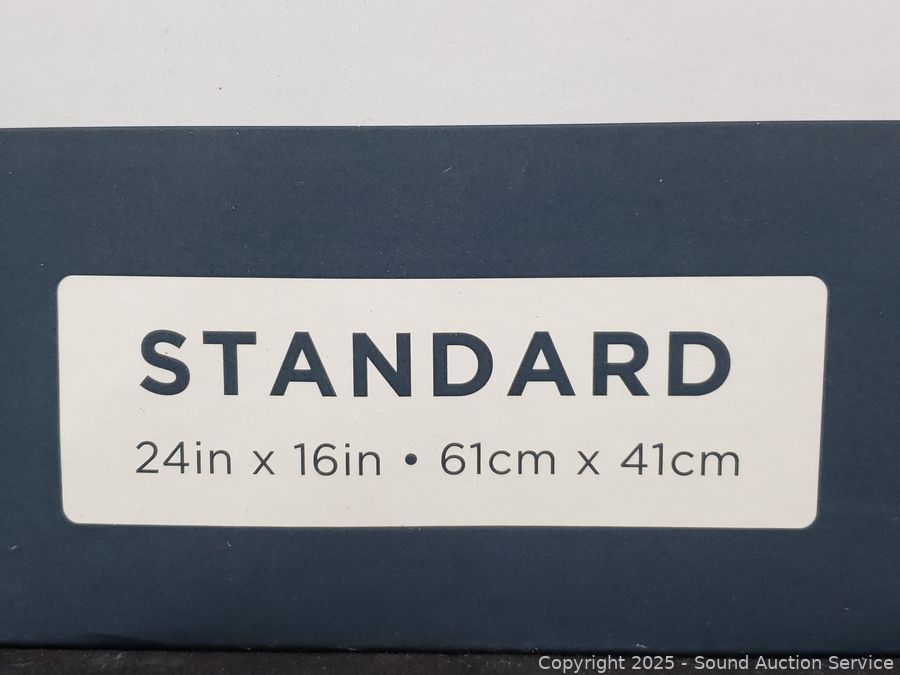 STANDARD
24in x 16in • 61cm x 41cm
Copyright 2025 - Sound Auction Service